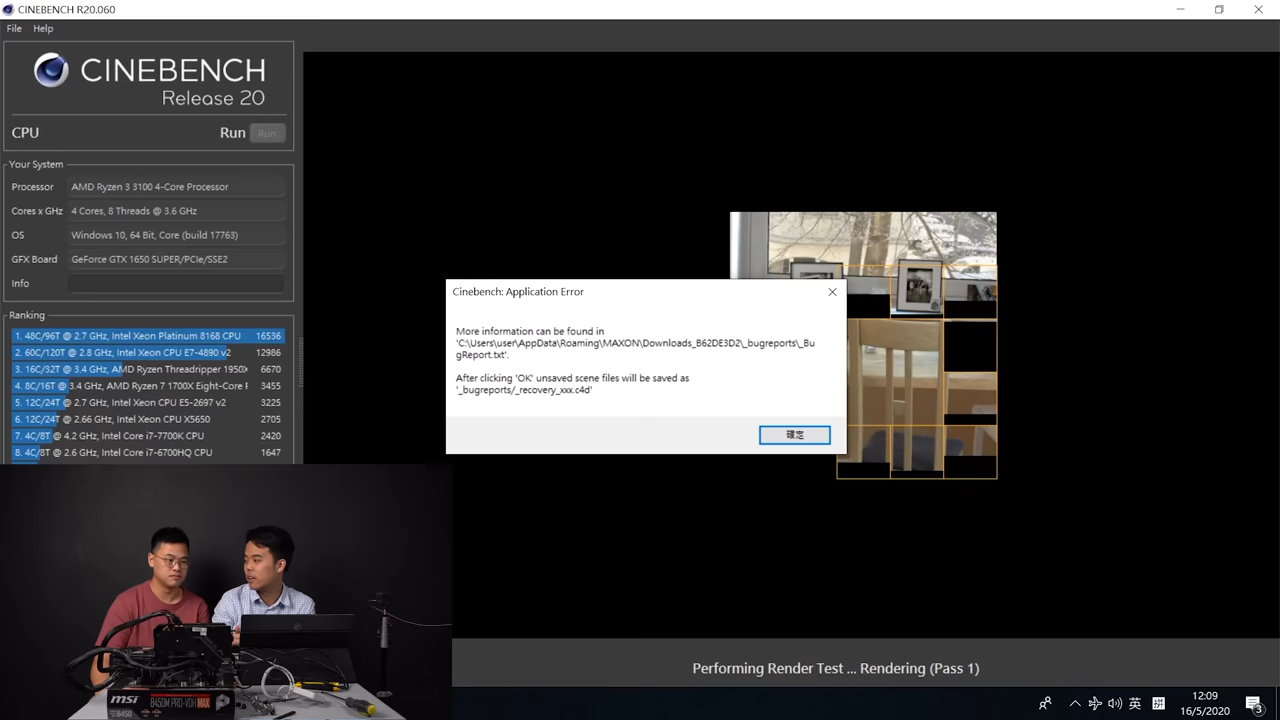 CINEBENCH R20.060
File Help
CINEBENCH
Release 20
CPU Run Run
Your System
Processor AMD Ryzen 3 3100 4-Core Processor
Cores x GHz 4 Cores, 8 Threads @ 3.6 GHz
OS Windows 10, 64 Bit, Core (build 17763)
GFX Board GeForce GTX 1650 SUPER/PCIe/SSE2
Info
Ranking
1. 48C/96T @ 2.7 GHz, Intel Xeon Platinum 8168 CPU 16536
2. 60C/120T @ 2.8 GHz, Intel Xeon CPU E7-4890 v2 12986
3. 16C/32T @ 3.4 GHz, AMD Ryzen Threadripper 1950X 6670
4. 8C/16T @ 3.4 GHz, AMD Ryzen 7 1700X Eight-Core P 3455
5. 12C/24T @ 2.7 GHz, Intel Xeon CPU E5-2697 v2 3225
6. 12C/24T @ 2.66 GHz, Intel Xeon CPU X5650 2705
7. 4C/8T @ 4.2 GHz, Intel Core i7-7700K CPU 2420
8. 4C/8T @ 2.6 GHz, Intel Core i7-6700HQ CPU 1647
Cinebench: Application Error
More information can be found in
'C:\Users\user\AppData\Roaming\MAXON\Downloads_B62DE3D2\_bugreports\_Bu
gReport.txt'.
After clicking 'OK' unsaved scene files will be saved as
'_bugreports/_recovery_xxx.c4d'
確定
Performing Render Test ... Rendering (Pass 1)
msi B450M PRO-VDH MAX
英 拼
12:09
16/5/2020
3